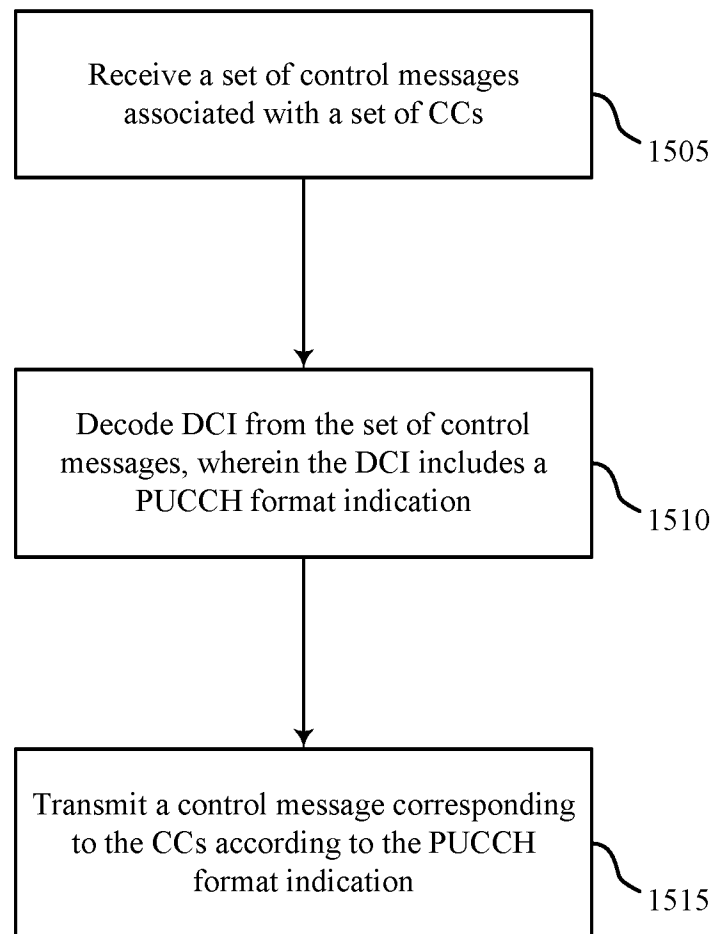 Receive a set of control messages
associated with a set of CCs
1505
Decode DCI from the set of control
messages, wherein the DCI includes a
PUCCH format indication
1510
Transmit a control message corresponding
to the CCs according to the PUCCH
format indication
1515